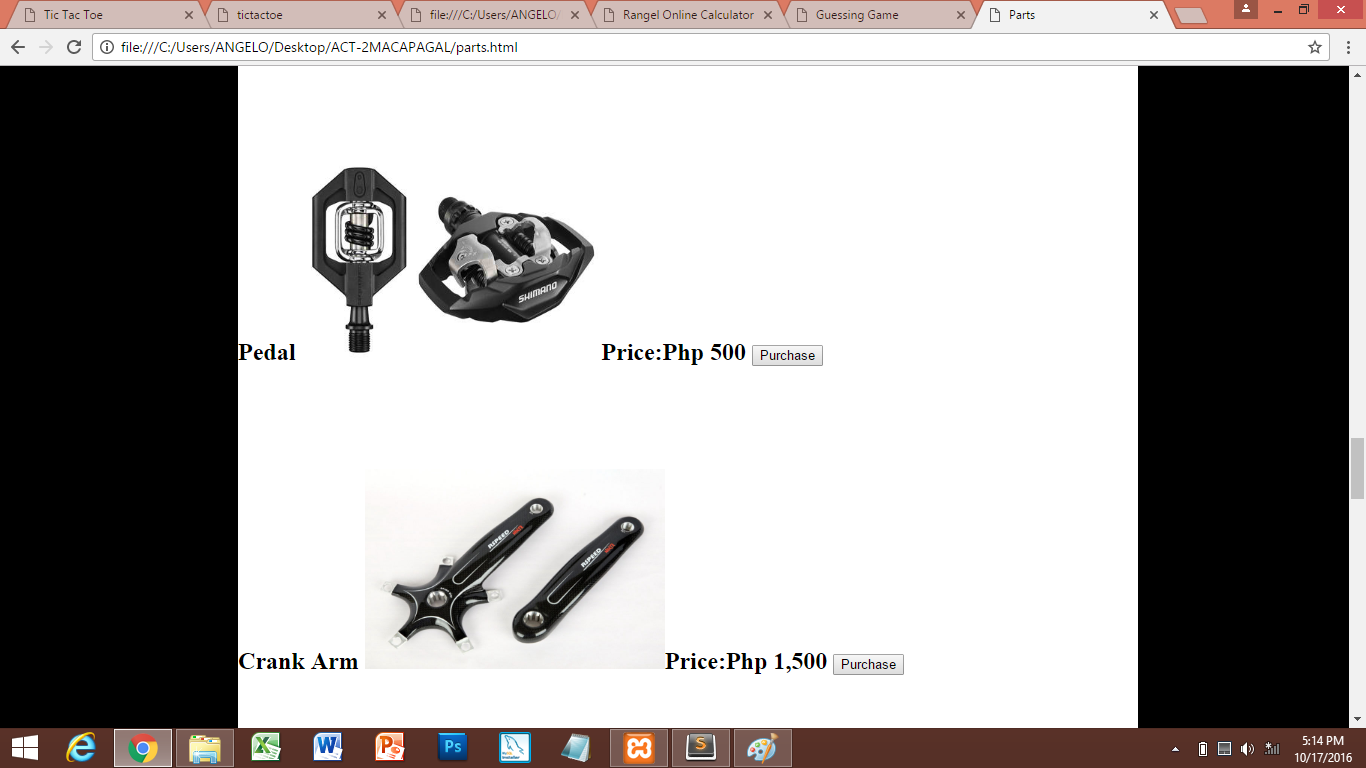 Tic Tac Toe
tictactoe
file:///C:/Users/ANGELO/
Rangel Online Calculator
Guessing Game
Parts
file:///C:/Users/ANGELO/Desktop/ACT-2MACAPAGAL/parts.html
SHIMANO
Pedal
Price:Php 500
Purchase
RSPEED
RSPEED
Crank Arm
Price:Php 1,500
Purchase
5:14 PM
10/17/2016